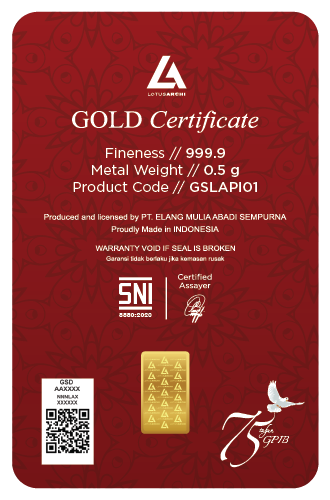 LOTUSARCHI
GOLD Certificate
Fineness // 999.9
Metal Weight // 0.5 g
Product Code // GSLAPI01
Produced and licensed by PT. ELANG MULIA ABADI SEMPURNA
Proudly Made in INDONESIA
WARRANTY VOID IF SEAL IS BROKEN
Garansi tidak berlaku jika kemasan rusak
SNI
8880:2020
Certified
Assayer
GSD
AAXXXX
NNNLAX
XXXXXX
75 tahun
GPIB